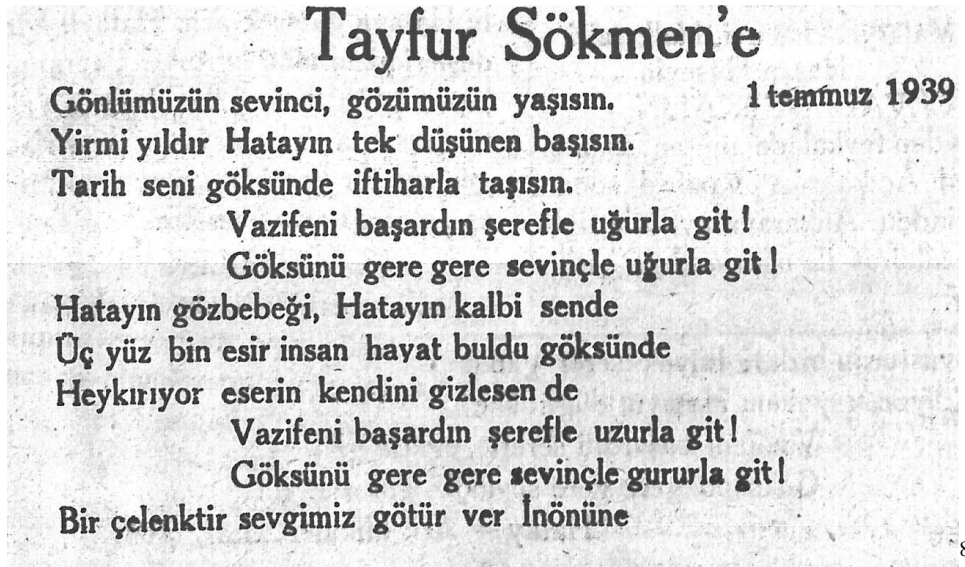 Tayfur Sökmen'e
1 temmuz 1939
Gönlümüzün sevinci, gözümüzün yaşısın.
Yirmi yıldır Hatayın tek düşünen başısın.
Tarih seni göksünde iftiharla taşısın.
Vazifeni başardın şerefle uğurla git!
Göksünü gere gere sevinçle uğurla git!
Hatayın gözbebeği, Hatayın kalbi sende
Üç yüz bin esir insan hayat buldu göksünde
Heykırıyor eserin kendini gizlesen de
Vazifeni başardın şerefle uzurla git!
Göksünü gere gere sevinçle gururla git!
Bir çelenktir sevgimiz götür ver İnönüne